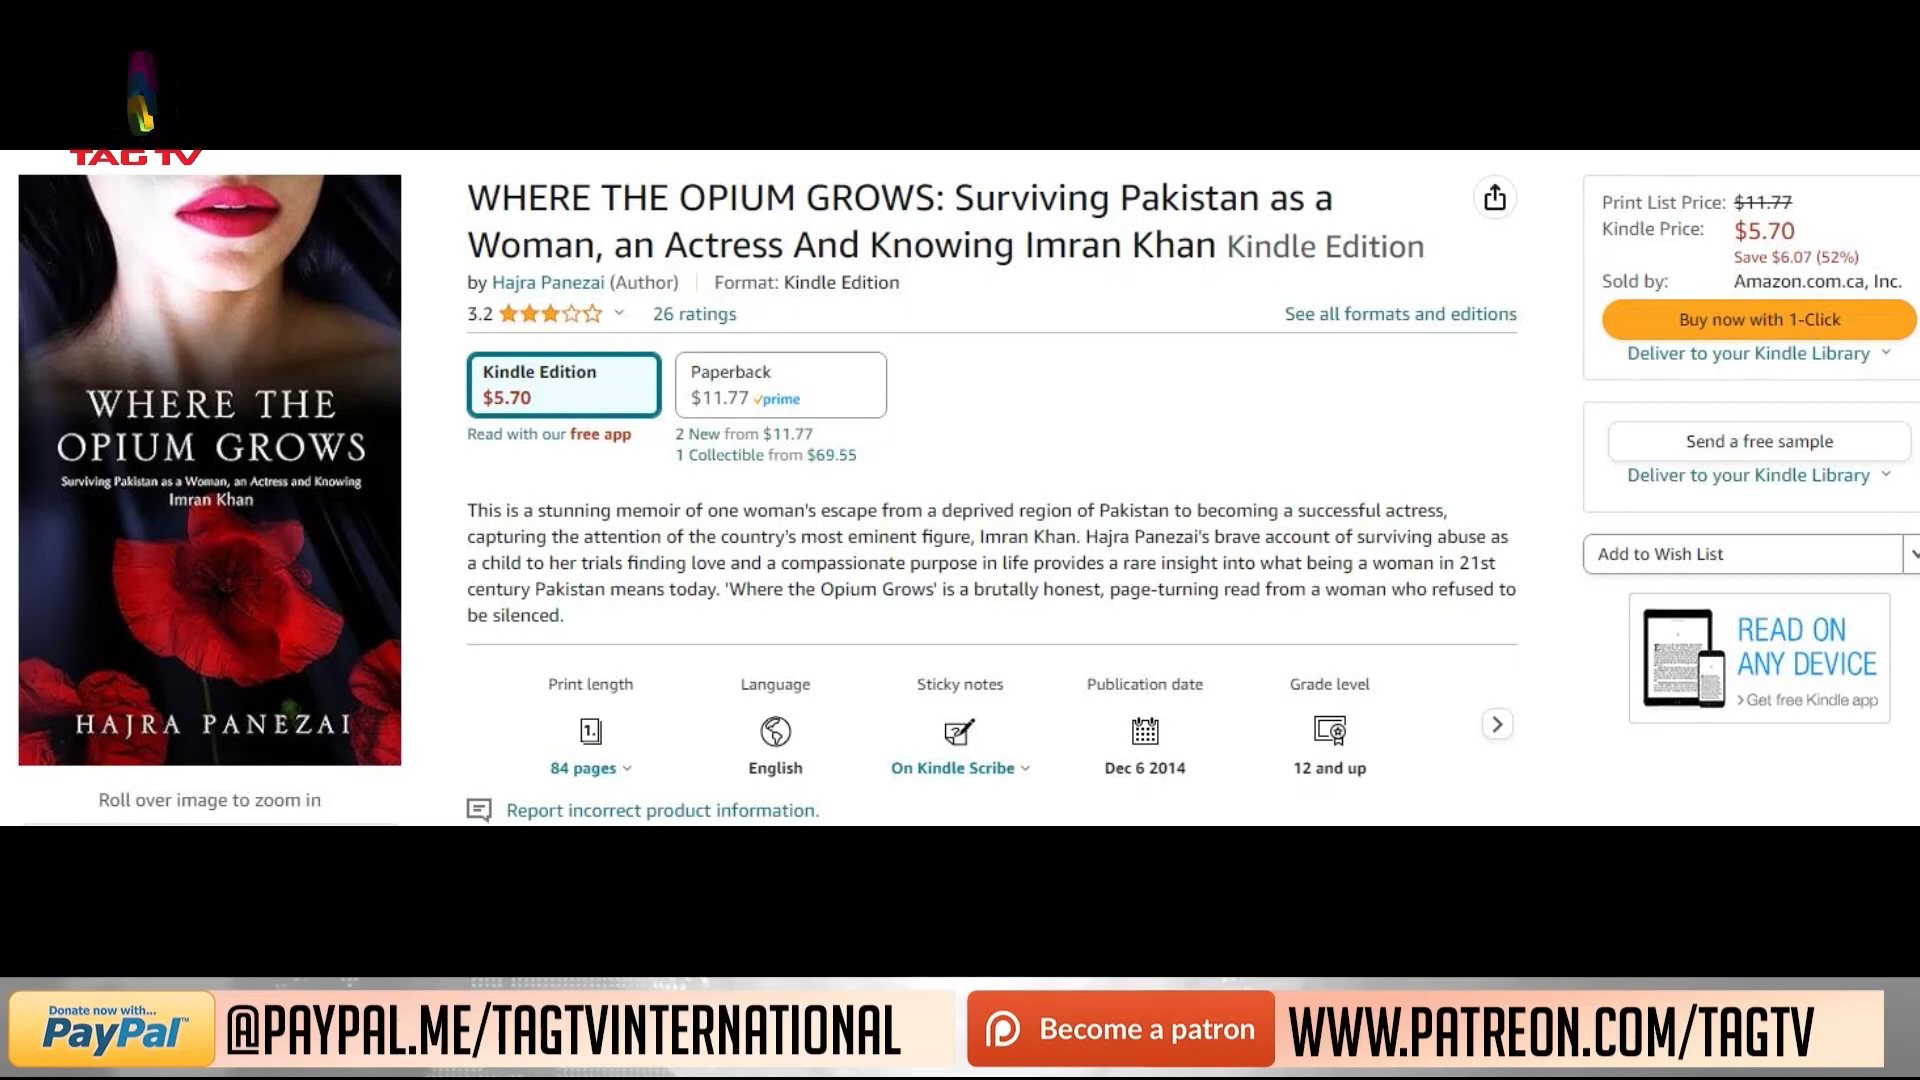 TAG TV
WHERE THE
OPIUM GROWS
Surviving Pakistan as a Woman, an Actress and Knowing
Imran Khan
HAJRA PANEZAI
Roll over image to zoom in
WHERE THE OPIUM GROWS: Surviving Pakistan as a
Woman, an Actress And Knowing Imran Khan Kindle Edition
by Hajra Panezai (Author) Format: Kindle Edition
3.2 26 ratings See all formats and editions
Kindle Edition
$5.70
Read with our free app
Paperback
$11.77 prime
2 New from $11.77
1 Collectible from $69.55
This is a stunning memoir of one woman's escape from a deprived region of Pakistan to becoming a successful actress,
capturing the attention of the country's most eminent figure, Imran Khan. Hajra Panezai's brave account of surviving abuse as
a child to her trials finding love and a compassionate purpose in life provides a rare insight into what being a woman in 21st
century Pakistan means today. 'Where the Opium Grows' is a brutally honest, page-turning read from a woman who refused to
be silenced.
Print length
1.
84 pages
Language
English
Sticky notes
On Kindle Scribe
Publication date
Dec 6 2014
Grade level
12 and up
Report incorrect product information.
Print List Price: $11.77
Kindle Price: $5.70
Save $6.07 (52%)
Sold by: Amazon.com.ca, Inc.
Buy now with 1-Click
Deliver to your Kindle Library
Send a free sample
Deliver to your Kindle Library
Add to Wish List
READ ON
ANY DEVICE
>Get free Kindle app
Donate now with...
PayPal™
@PAYPAL.ME/TAGTVINTERNATIONAL
Become a patron
WWW.PATREON.COM/TAGTV